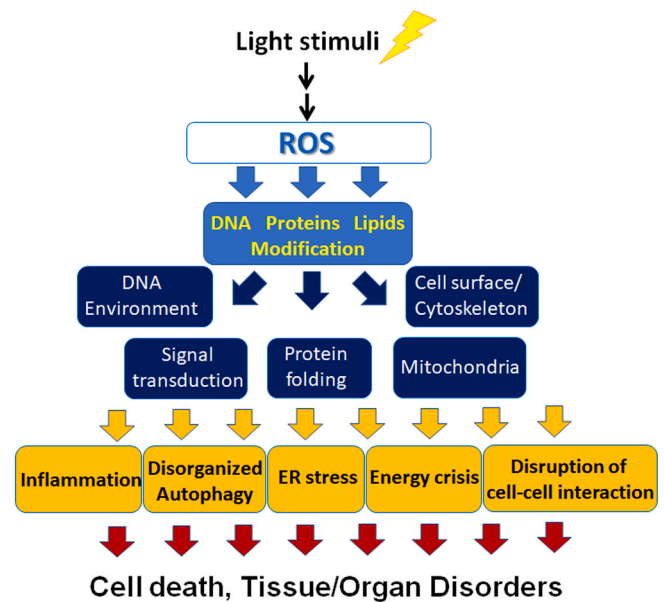 Light stimuli
ROS
DNA Proteins Lipids
Modification
DNA
Environment
Cell surface/
Cytoskeleton
Signal
transduction
Protein
folding
Mitochondria
Inflammation
Disorganized
Autophagy
ER stress
Energy crisis
Disruption of
cell-cell interaction
Cell death, Tissue/Organ Disorders